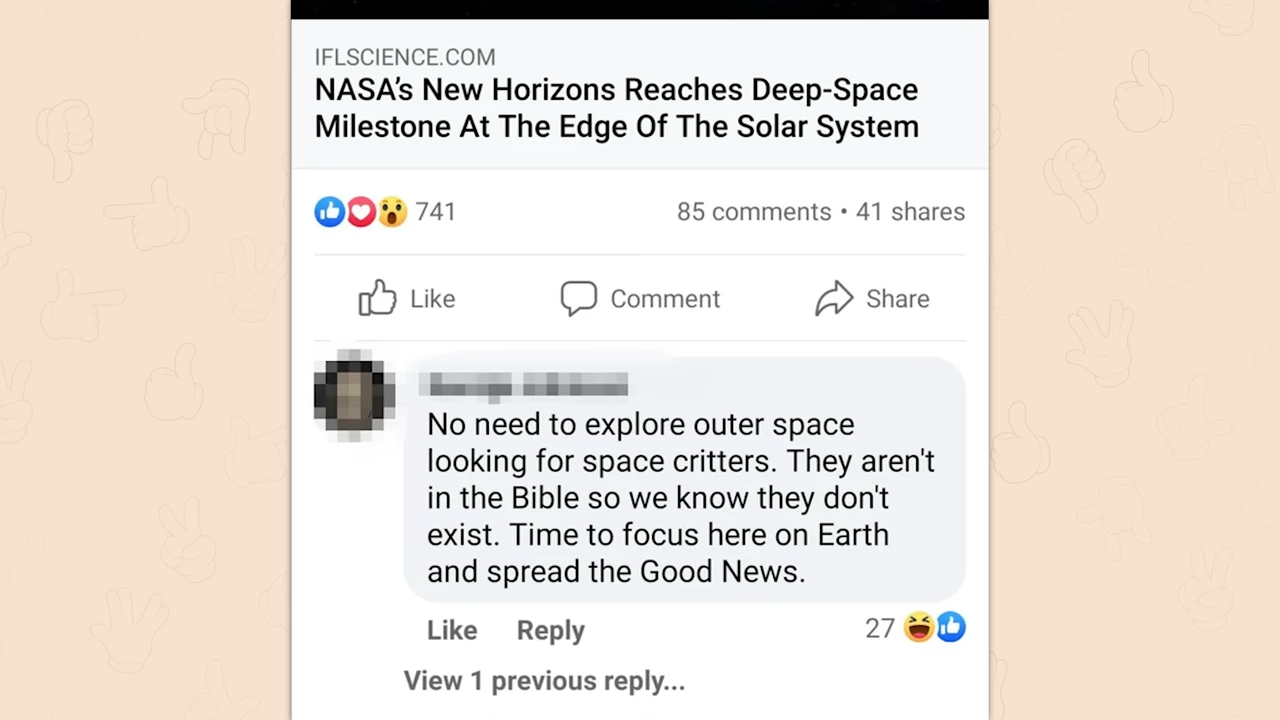 IFLSCIENCE.COM
NASA's New Horizons Reaches Deep-Space
Milestone At The Edge Of The Solar System
741
85 comments • 41 shares
Like
Comment
Share
No need to explore outer space
looking for space critters. They aren't
in the Bible so we know they don't
exist. Time to focus here on Earth
and spread the Good News.
Like Reply
27
View 1 previous reply...